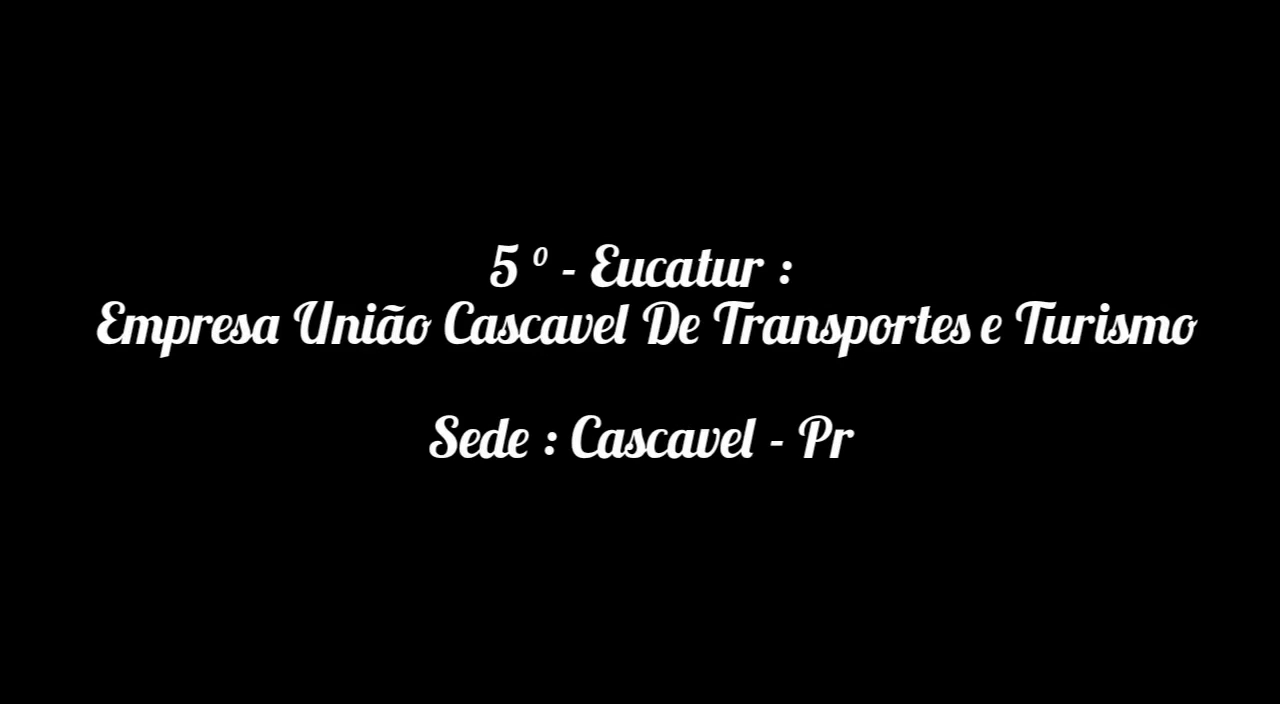 5 º - Eucatur :
Empresa União Cascavel De Transportes e Turismo
Sede : Cascavel - Pr